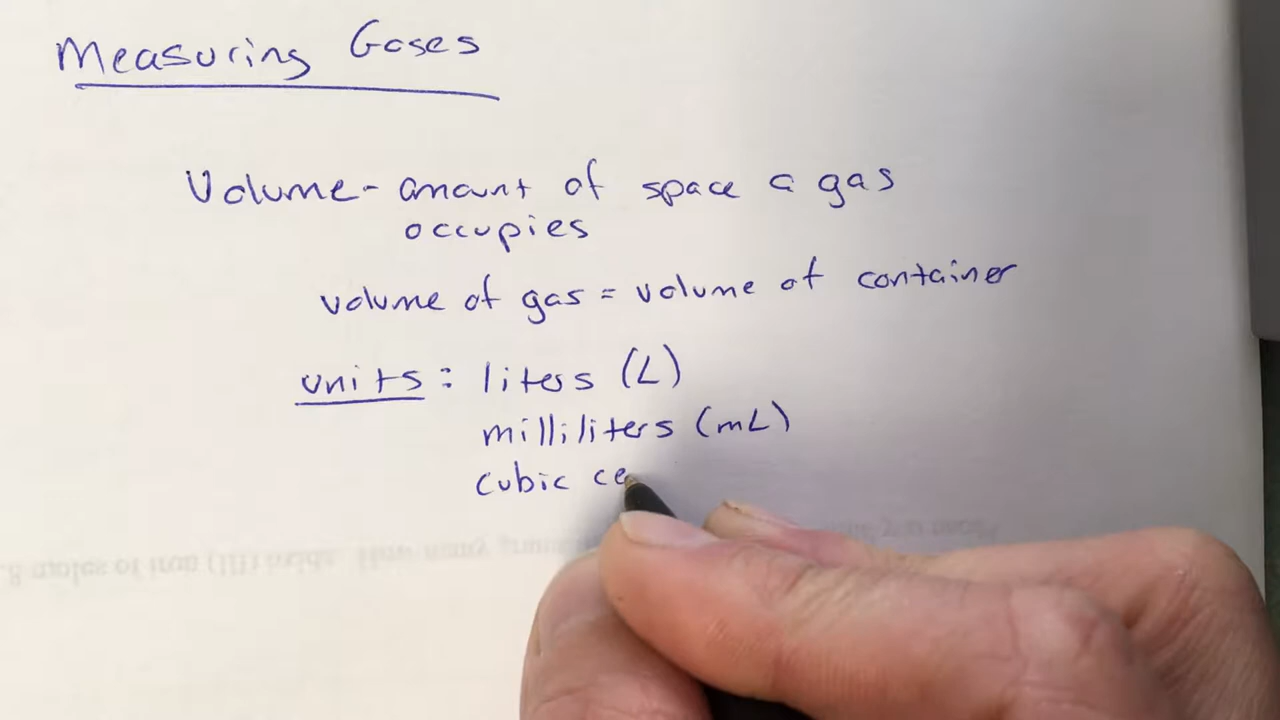 Measuring Gases
Volume - amount of space a gas
occupies
volume of gas = volume of container
units : liters (L)
milliliters (mL)
cubic ce